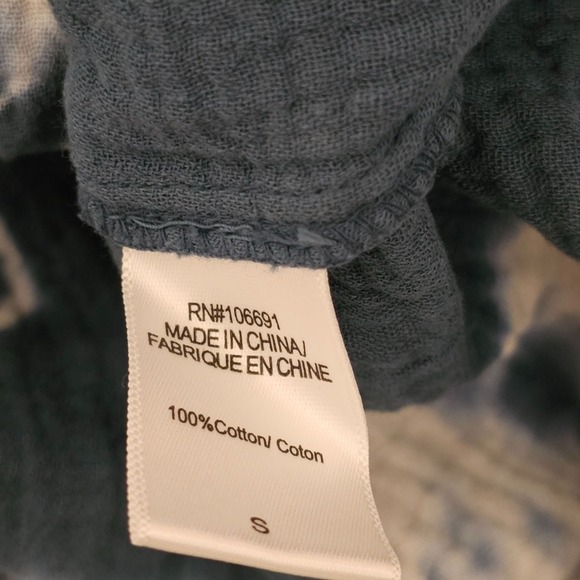 RN#106691
MADE IN CHINA/
FABRIQUE EN CHINE
100%Cotton/ Coton
S